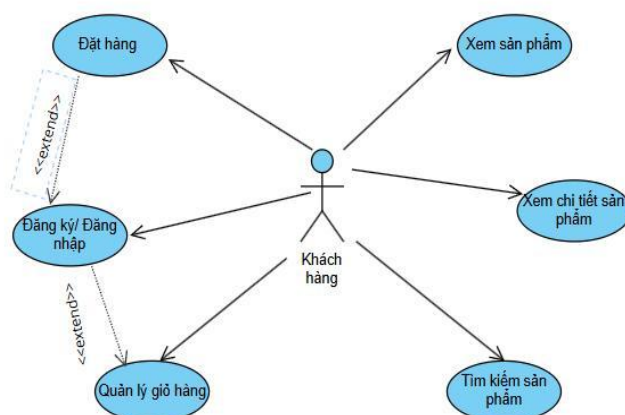 Đặt hàng
Xem sản phẩm
<<extend>>
Xem chi tiết sản
phẩm
Đăng ký/ Đăng
nhập
Khách
hàng
<<extend>>
Quản lý giỏ hàng
Tìm kiếm sản
phẩm